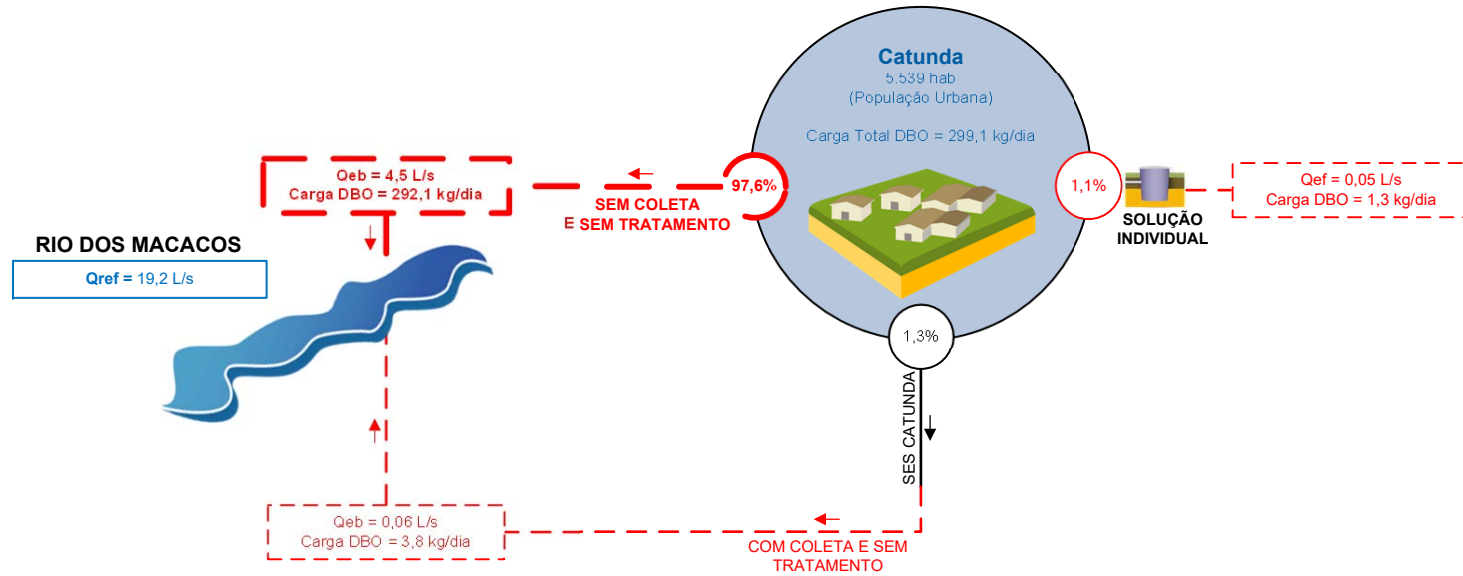 Catunda
5.539 hab
(População Urbana)
Carga Total DBO = 299,1 kg/dia
Qeb = 4,5 L/s
Carga DBO = 292,1 kg/dia
97,6%
SEM COLETA
E SEM TRATAMENTO
1,1%
SOLUÇÃO
INDIVIDUAL
Qef = 0,05 L/s
Carga DBO = 1,3 kg/dia
RIO DOS MACACOS
Qref = 19,2 L/s
1,3%
SES CATUNDA
Qeb = 0,06 L/s
Carga DBO = 3,8 kg/dia
COM COLETA E SEM
TRATAMENTO